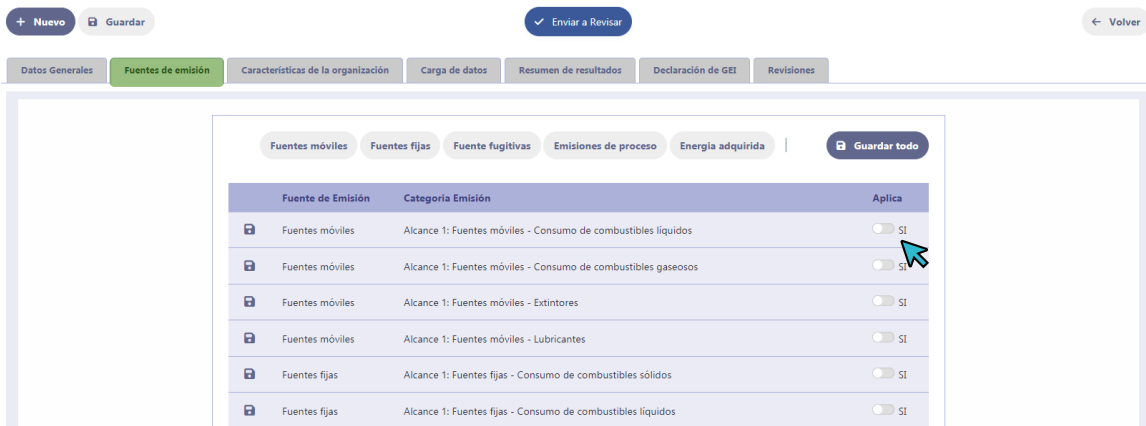 + Nuevo Guardar Enviar a Revisar ← Volver
Datos Generales Fuentes de emisión Características de la organización Carga de datos Resumen de resultados Declaración de GEI Revisiones
Fuentes móviles Fuentes fijas Fuente fugitivas Emisiones de proceso Energia adquirida | Guardar todo
Fuente de Emisión Categoria Emisión Aplica
Fuentes móviles Alcance 1: Fuentes móviles - Consumo de combustibles líquidos SI
Fuentes móviles Alcance 1: Fuentes móviles - Consumo de combustibles gaseosos SI
Fuentes móviles Alcance 1: Fuentes móviles - Extintores SI
Fuentes móviles Alcance 1: Fuentes móviles - Lubricantes SI
Fuentes fijas Alcance 1: Fuentes fijas - Consumo de combustibles sólidos SI
Fuentes fijas Alcance 1: Fuentes fijas - Consumo de combustibles líquidos SI